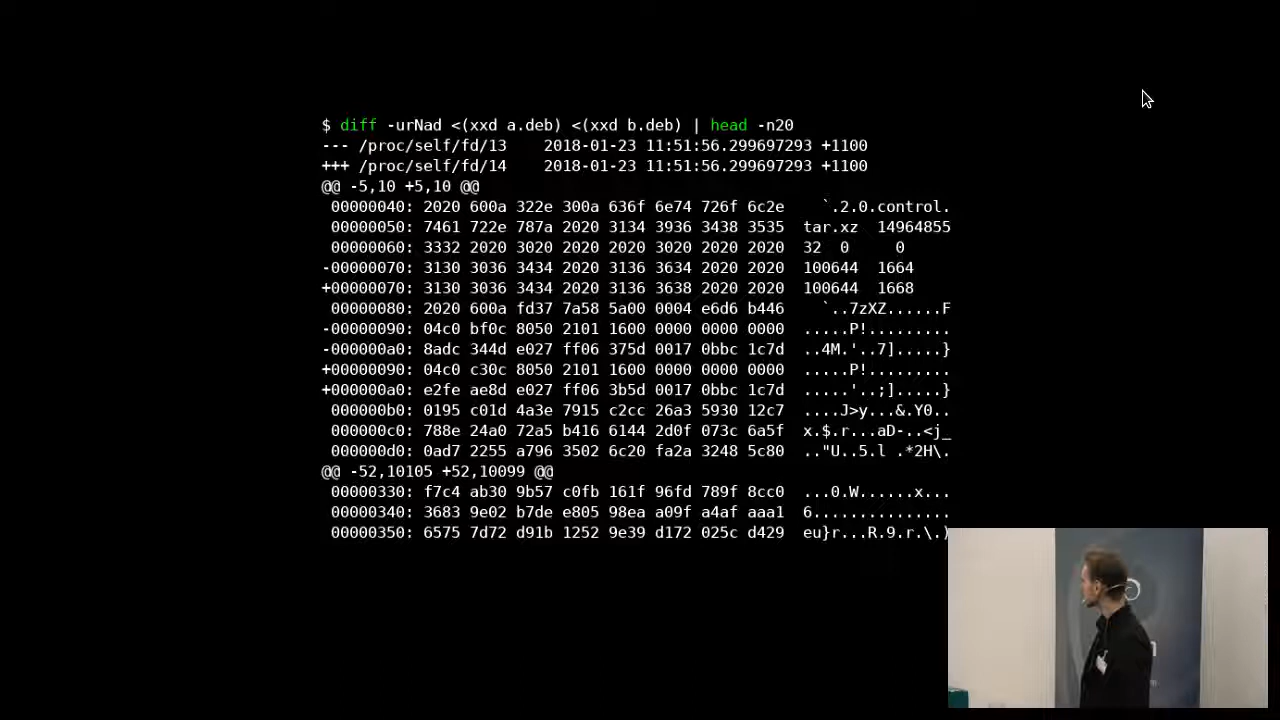 $ diff -urNad <(xxd a.deb) <(xxd b.deb) | head -n20
--- /proc/self/fd/13    2018-01-23 11:51:56.299697293 +1100
+++ /proc/self/fd/14    2018-01-23 11:51:56.299697293 +1100
@@ -5,10 +5,10 @@
 00000040: 2020 600a 322e 300a 636f 6e74 726f 6c2e    `.2.0.control.
 00000050: 7461 722e 787a 2020 2020 3134 3936 3438 3535  tar.xz  14964855
 00000060: 3332 2020 3020 2020 2020 3020 2020 2020  32  0     0
-00000070: 3130 3036 3434 2020 3136 3634 2020 2020  100644  1664
+00000070: 3130 3036 3434 2020 3136 3638 2020 2020  100644  1668
 00000080: 2020 600a fd37 7a58 5a00 0004 e6d6 b446    `..7zXZ......F
-00000090: 04c0 bf0c 8050 2101 1600 0000 0000 0000  .....P!.........
-000000a0: 8adc 344d e027 ff06 375d 0017 0bbc 1c7d  ..4M.'..7].....}
+00000090: 04c0 c30c 8050 2101 1600 0000 0000 0000  .....P!.........
+000000a0: e2fe ae8d e027 ff06 3b5d 0017 0bbc 1c7d  .....'..;].....}
 000000b0: 0195 c01d 4a3e 7915 c2cc 26a3 5930 12c7  ....J>y...&.Y0..
 000000c0: 788e 24a0 72a5 b416 6144 2d0f 073c 6a5f  x.$.r...aD-..<j_
 000000d0: 0ad7 2255 a796 3502 6c20 fa2a 3248 5c80  .."U..5.l .*2H\.
@@ -52,10105 +52,10099 @@
 00000330: f7c4 ab30 9b57 c0fb 161f 96fd 789f 8cc0  ...0.W......x...
 00000340: 3683 9e02 b7de e805 98ea a09f a4af aaa1  6...............
 00000350: 6575 7d72 d91b 1252 9e39 d172 025c d429  eu}r...R.9.r.\.)